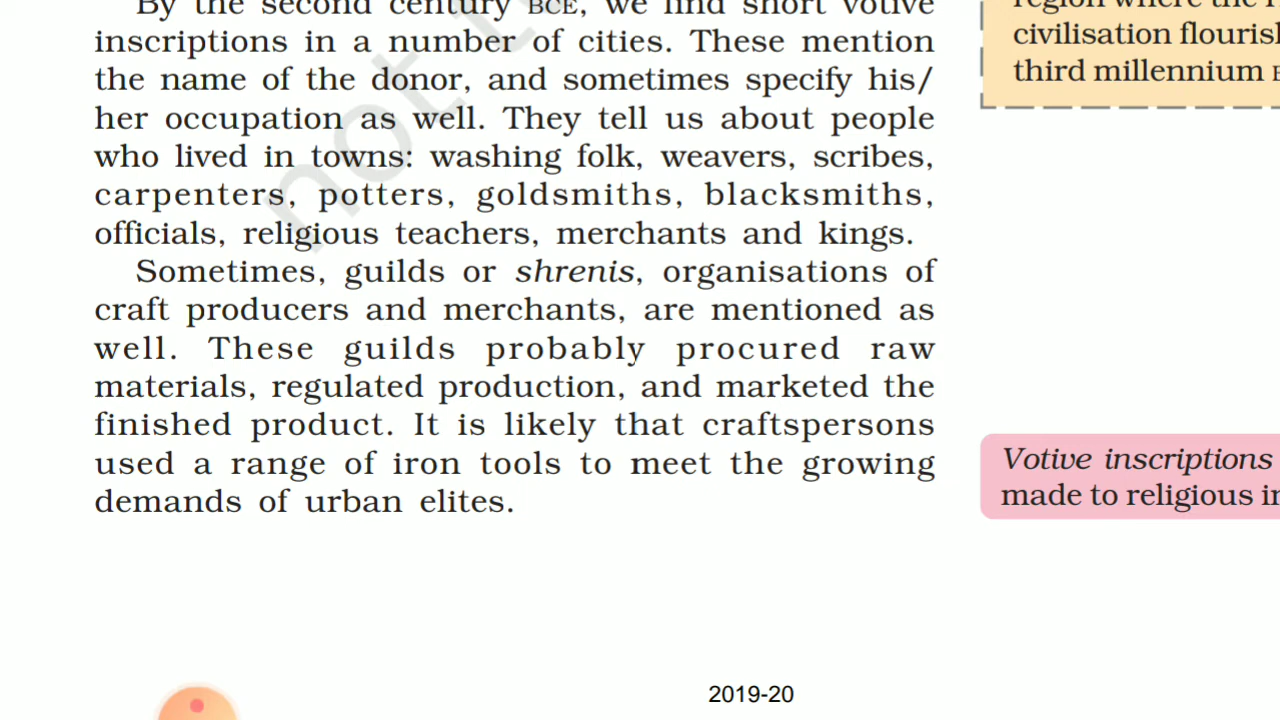 By the second century BCE, we find short votive
inscriptions in a number of cities. These mention
the name of the donor, and sometimes specify his/
her occupation as well. They tell us about people
who lived in towns: washing folk, weavers, scribes,
carpenters, potters, goldsmiths, blacksmiths,
officials, religious teachers, merchants and kings.
Sometimes, guilds or shrenis, organisations of
craft producers and merchants, are mentioned as
well. These guilds probably procured raw
materials, regulated production, and marketed the
finished product. It is likely that craftspersons
used a range of iron tools to meet the growing
demands of urban elites.
region where the
civilisation
third millennium
Votive inscriptions
made to religious
not
2019-20